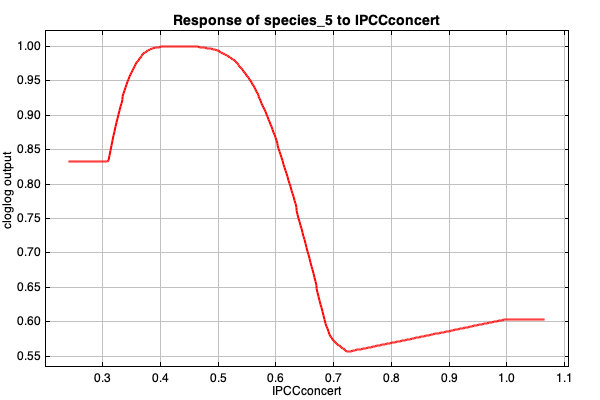 Response of species_5 to IPCCconcert
cloglog output
1.00
0.95
0.90
0.85
0.80
0.75
0.70
0.65
0.60
0.55
0.3 0.4 0.5 0.6 0.7 0.8 0.9 1.0 1.1
IPCCconcert